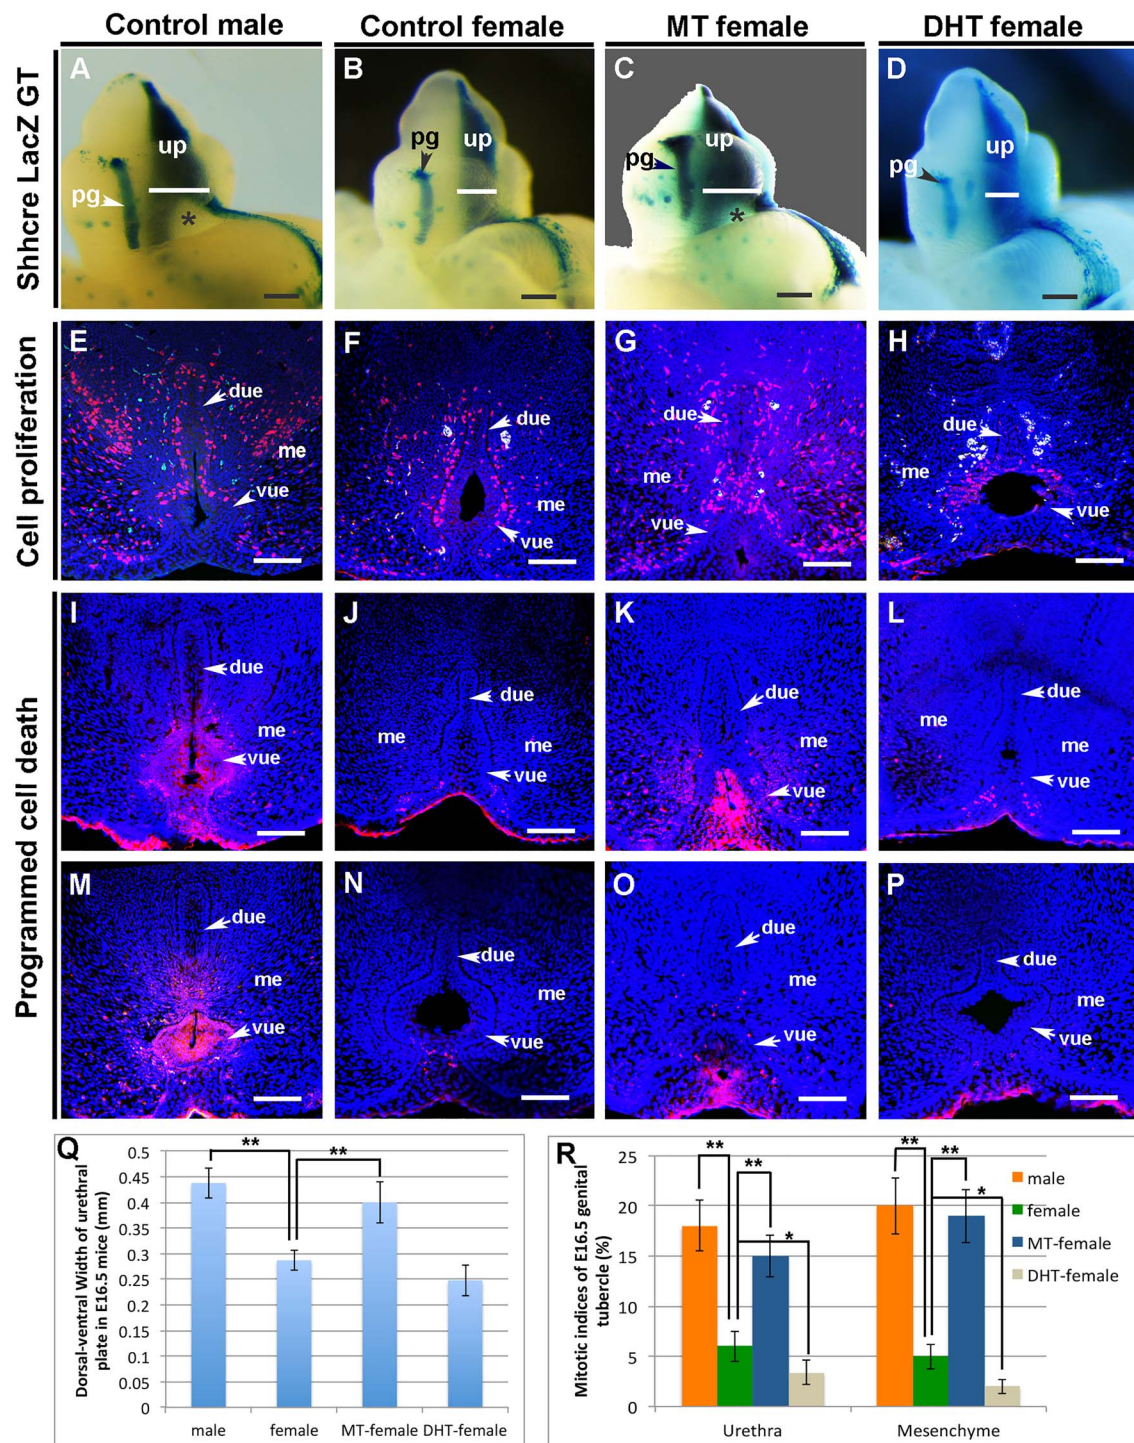 Control male Control female MT female DHT female
Shhcre LacZ GT
A B C D
up pg *
pg up
pg up *
pg up
Cell proliferation
E F G H
due me vue
due me vue
due me vue
due me vue
Programmed cell death
I J K L
due me vue
due me me vue
due me vue
due me me vue
M N O P
due me vue
due me vue
due me vue
due me vue
Q
Dorsal-ventral Width of urethral
plate in E16.5 mice (mm)
0.5
0.45
0.4
0.35
0.3
0.25
0.2
0.15
0.1
0.05
0
** **
male female MT-female DHT-female
R
Mitotic indices of E16.5 genital
tubercle (%)
25
20
15
10
5
0
** ** *
** ** *
male
female
MT-female
DHT-female
Urethra Mesenchyme